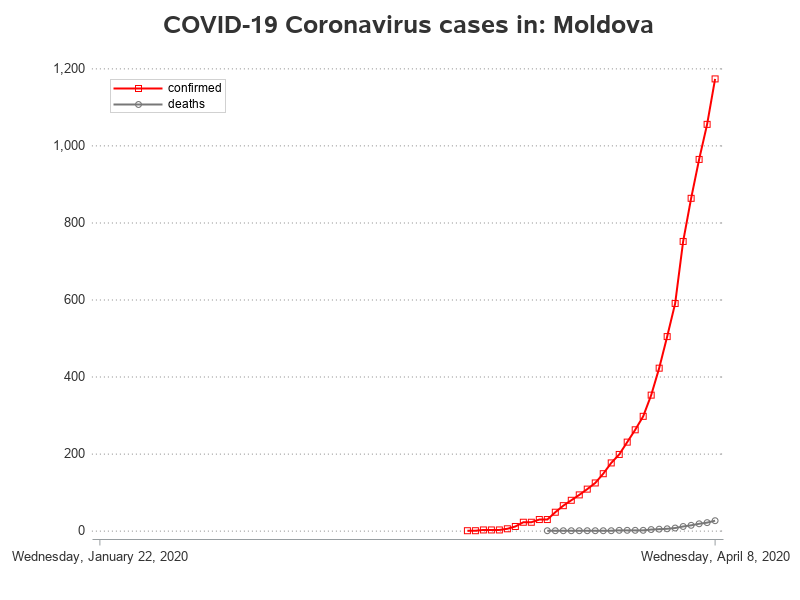 COVID-19 Coronavirus cases in: Moldova
1,200
confirmed
deaths
1,000
800
600
400
200
0
Wednesday, January 22, 2020 Wednesday, April 8, 2020